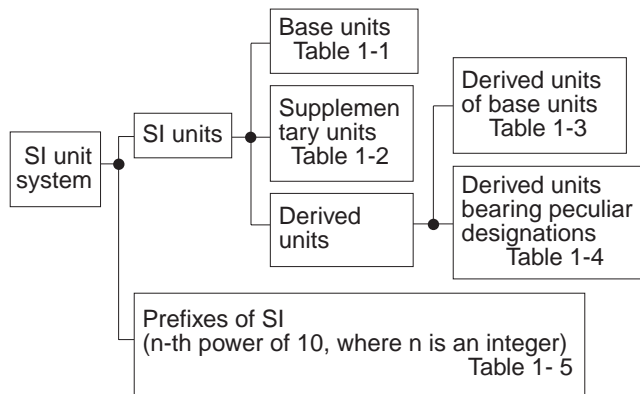 SI unit
system
SI units
Base units
Table 1-1
Supplemen
tary units
Table 1-2
Derived
units
Derived units
of base units
Table 1-3
Derived units
bearing peculiar
designations
Table 1-4
Prefixes of SI
(n-th power of 10, where n is an integer)
Table 1- 5